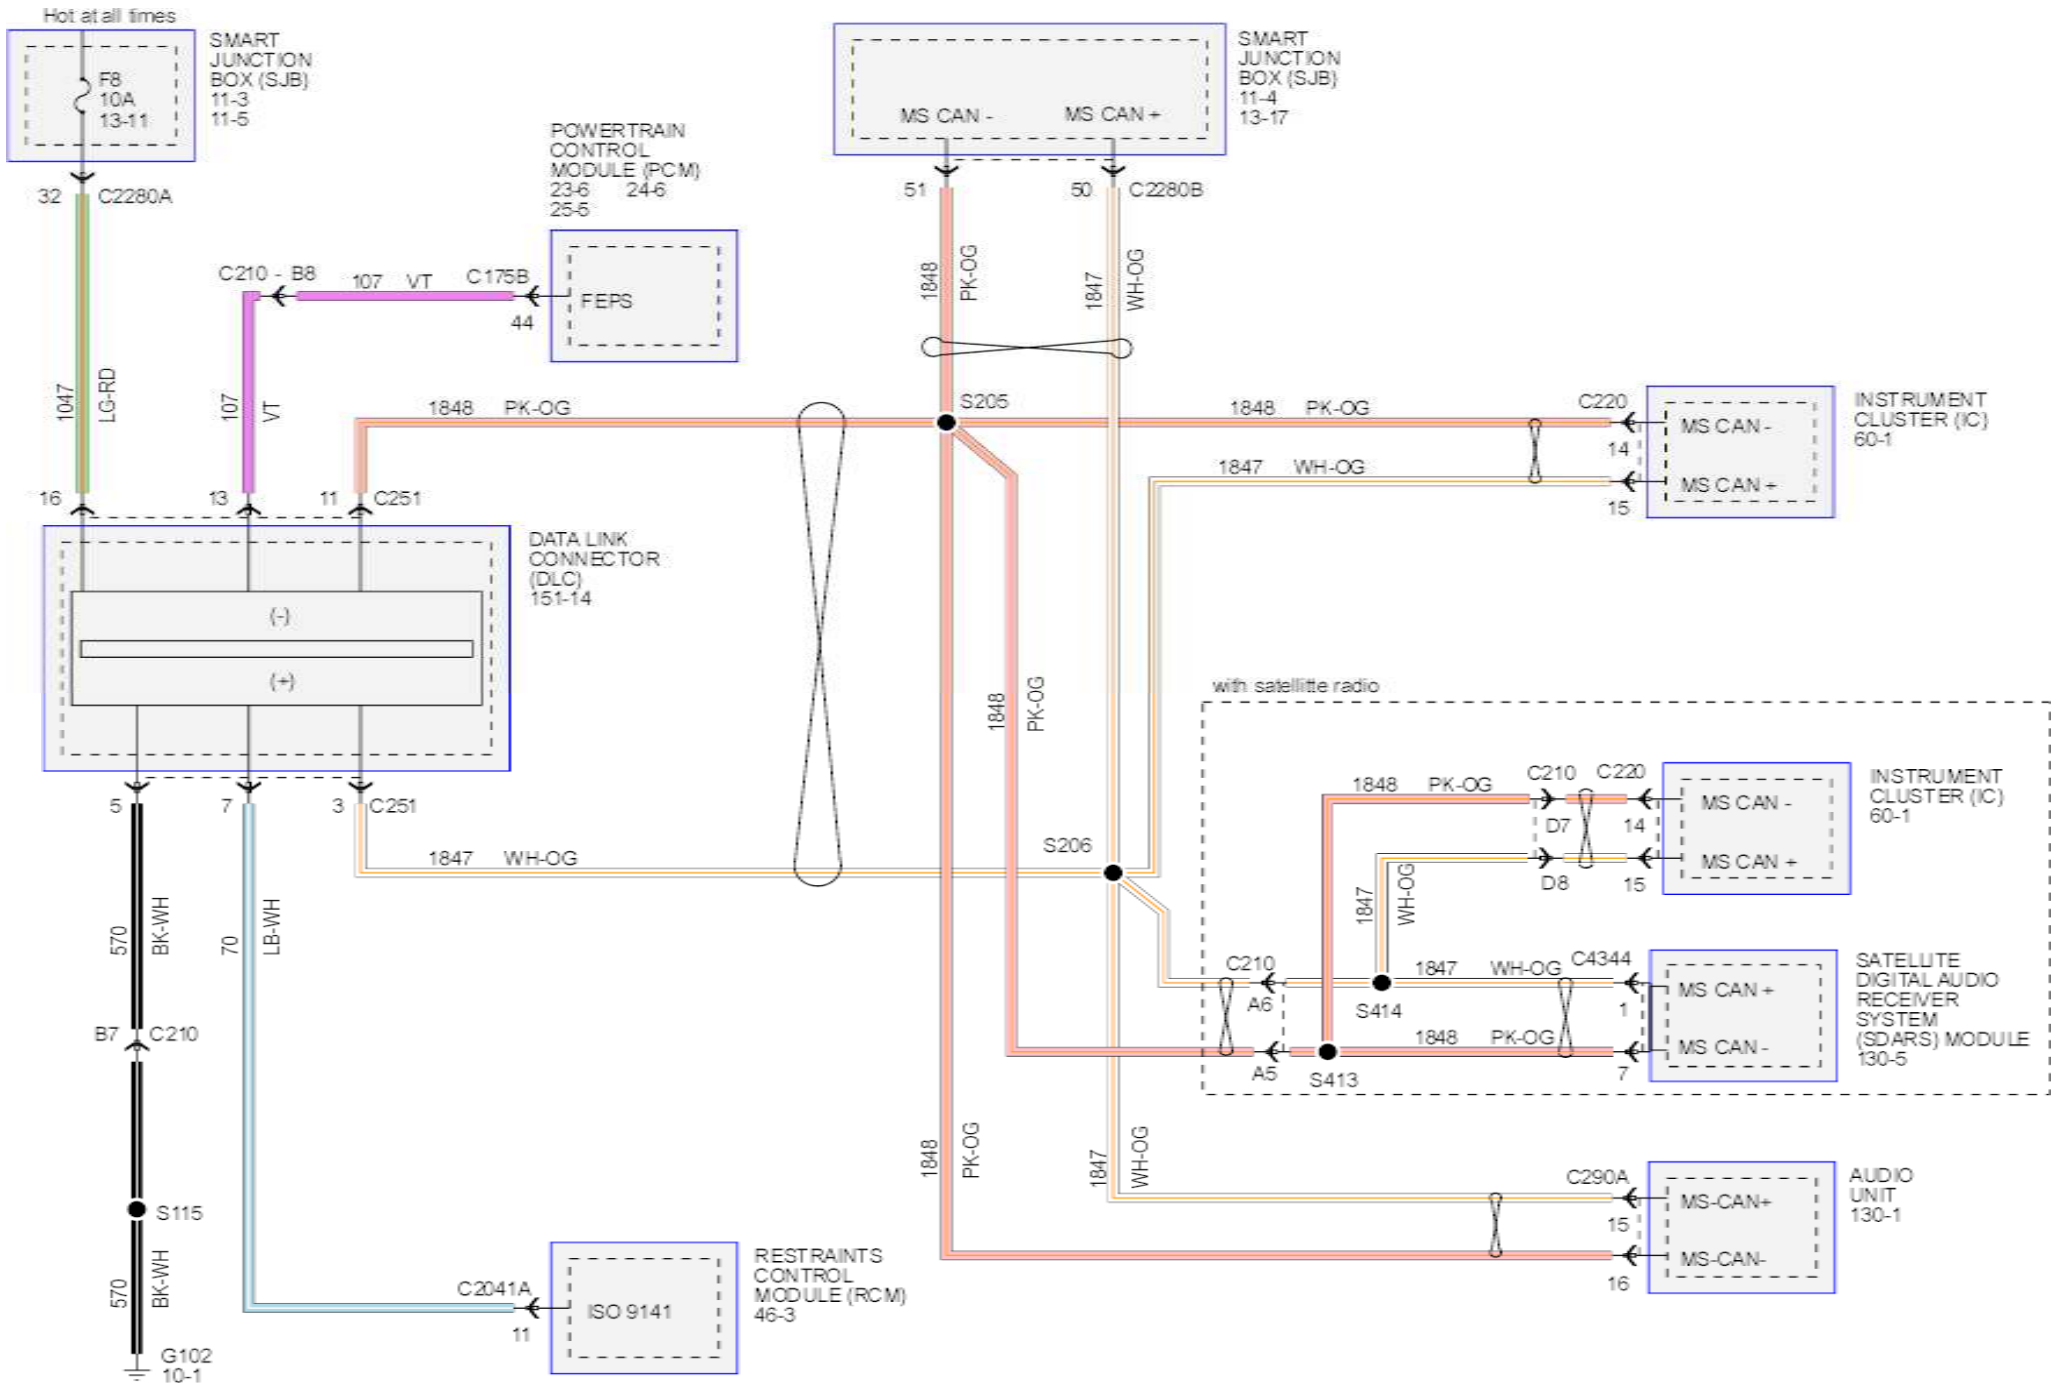 Hot at all times
SMART
JUNCTION
BOX (SJB)
11-3
11-5
F8
10A
13-11
32
C2280A
1047
LG-RD
POWERTRAIN
CONTROL
MODULE (PCM)
23-6 24-6
25-5
C210 - B8
107 VT
C175B
44
FEPS
107
VT
SMART
JUNCTION
BOX (SJB)
11-4
13-17
MS CAN -
MS CAN +
51
50
C2280B
1848
PK-OG
1847
WH-OG
1848 PK-OG
S205
1848 PK-OG
C220
14
MS CAN -
INSTRUMENT
CLUSTER (IC)
60-1
1847 WH-OG
15
MS CAN +
16
13
11
C251
DATA LINK
CONNECTOR
(DLC)
151-14
(-)
(+)
5
7
3
C251
1847 WH-OG
S206
1848
PK-OG
with satellitte radio
1848 PK-OG
C210
C220
D7
14
MS CAN -
INSTRUMENT
CLUSTER (IC)
60-1
D8
15
MS CAN +
1847
WH-OG
570
BK-WH
70
LB-WH
C210
A6
S414
1847 WH-OG
C4344
1
MS CAN +
SATELLITE
DIGITAL AUDIO
RECEIVER
SYSTEM
(SDARS) MODULE
130-5
A5
S413
1848 PK-OG
7
MS CAN -
B7
C210
S115
570
BK-WH
G102
10-1
1848
PK-OG
1847
WH-OG
C290A
15
MS-CAN+
AUDIO
UNIT
130-1
16
MS-CAN-
C2041A
11
ISO 9141
RESTRAINTS
CONTROL
MODULE (RCM)
46-3